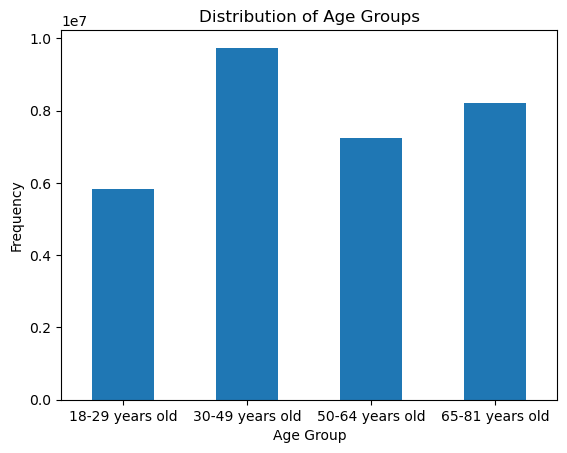 Distribution of Age Groups
1e7
1.0
0.8
0.6
0.4
0.2
0.0
Frequency
18-29 years old 30-49 years old 50-64 years old 65-81 years old
Age Group